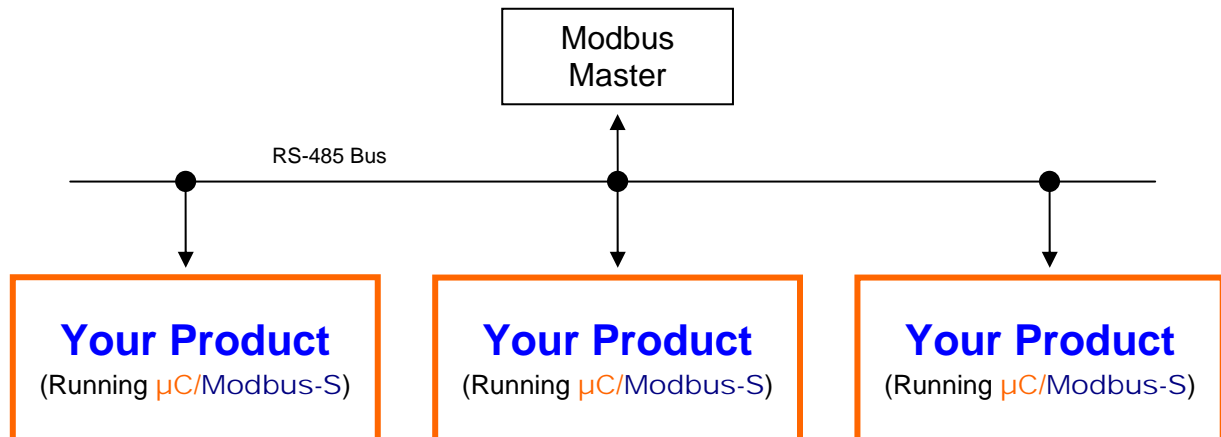 Modbus
Master
RS-485 Bus
Your Product
(Running µC/Modbus-S)
Your Product
(Running µC/Modbus-S)
Your Product
(Running µC/Modbus-S)